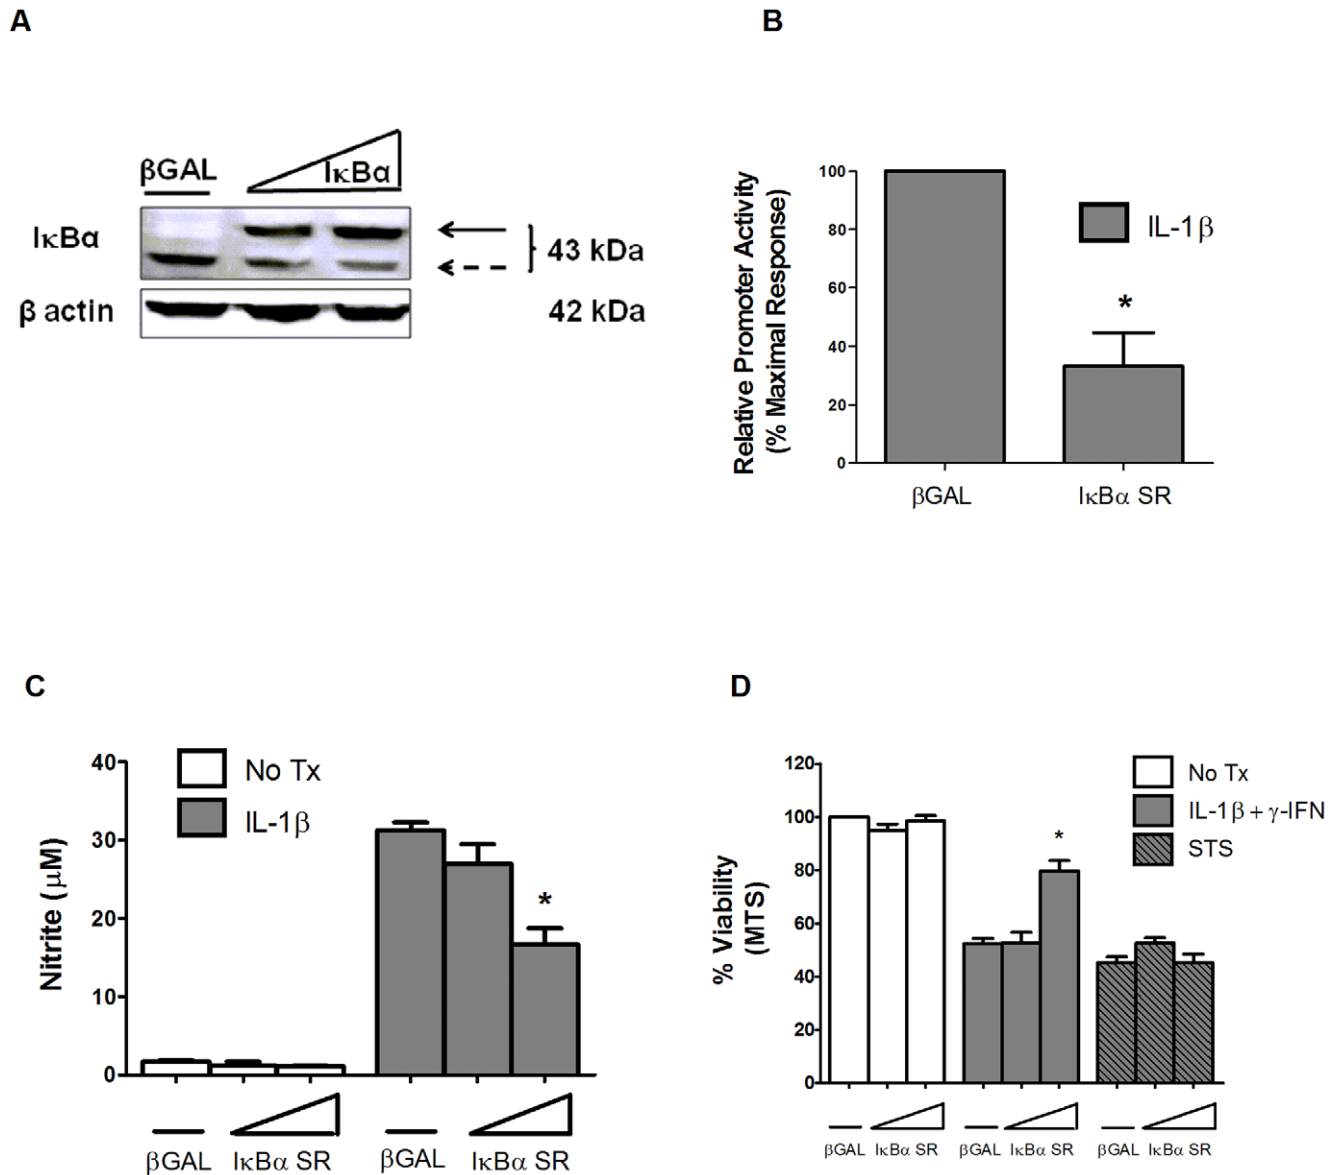 A
βGAL
IκBα
IκBα
43 kDa
β actin
42 kDa
B
Relative Promoter Activity
(% Maximal Response)
100
80
60
40
20
0
IL-1β
*
βGAL
IκBα SR
C
Nitrite (μM)
40
30
20
10
0
No Tx
IL-1β
*
βGAL
IκBα SR
βGAL
IκBα SR
D
% Viability
(MTS)
120
100
80
60
40
20
0
No Tx
IL-1β + γ-IFN
STS
*
βGAL
IκBα SR
βGAL
IκBα SR
βGAL
IκBα SR